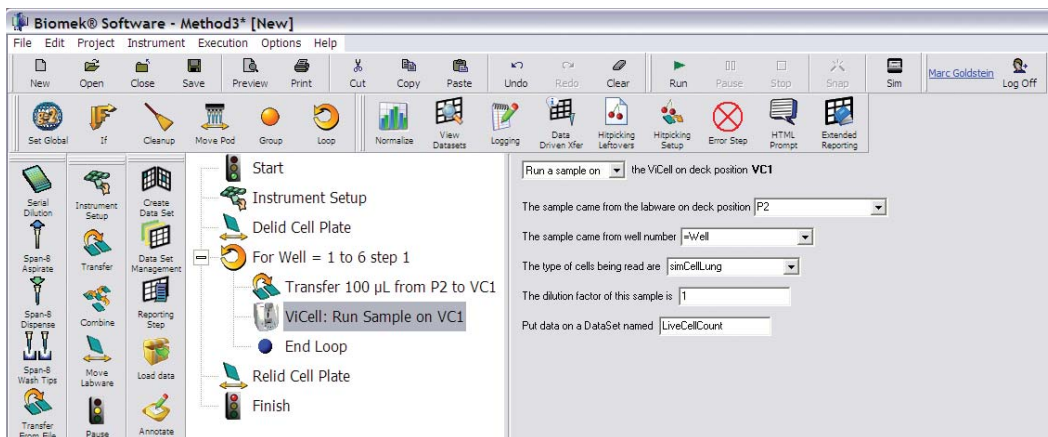 Biomek® Software - Method3* [New]
File Edit Project Instrument Execution Options Help
New Open Close Save Preview Print Cut Copy Paste Undo Redo Clear Run Pause Stop Snap Sim Marc Goldstein Log Off
Set Global If Cleanup Move Pod Group Loop Normalize View Datasets Logging Data Driven Xfer Hitpicking Leftovers Hitpicking Setup Error Step HTML Prompt Extended Reporting
Serial Dilution
Span-8 Aspirate
Span-8 Dispense
Span-8 Wash Tips
Transfer From File
Instrument Setup
Transfer
Combine
Move Labware
Pause
Create Data Set
Data Set Management
Reporting Step
Load data
Annotate
Start
Instrument Setup
Delid Cell Plate
For Well = 1 to 6 step 1
Transfer 100 µL from P2 to VC1
ViCell: Run Sample on VC1
End Loop
Relid Cell Plate
Finish
Run a sample on the ViCell on deck position VC1
The sample came from the labware on deck position P2
The sample came from well number =Well
The type of cells being read are simCellLung
The dilution factor of this sample is 1
Put data on a DataSet named LiveCellCount